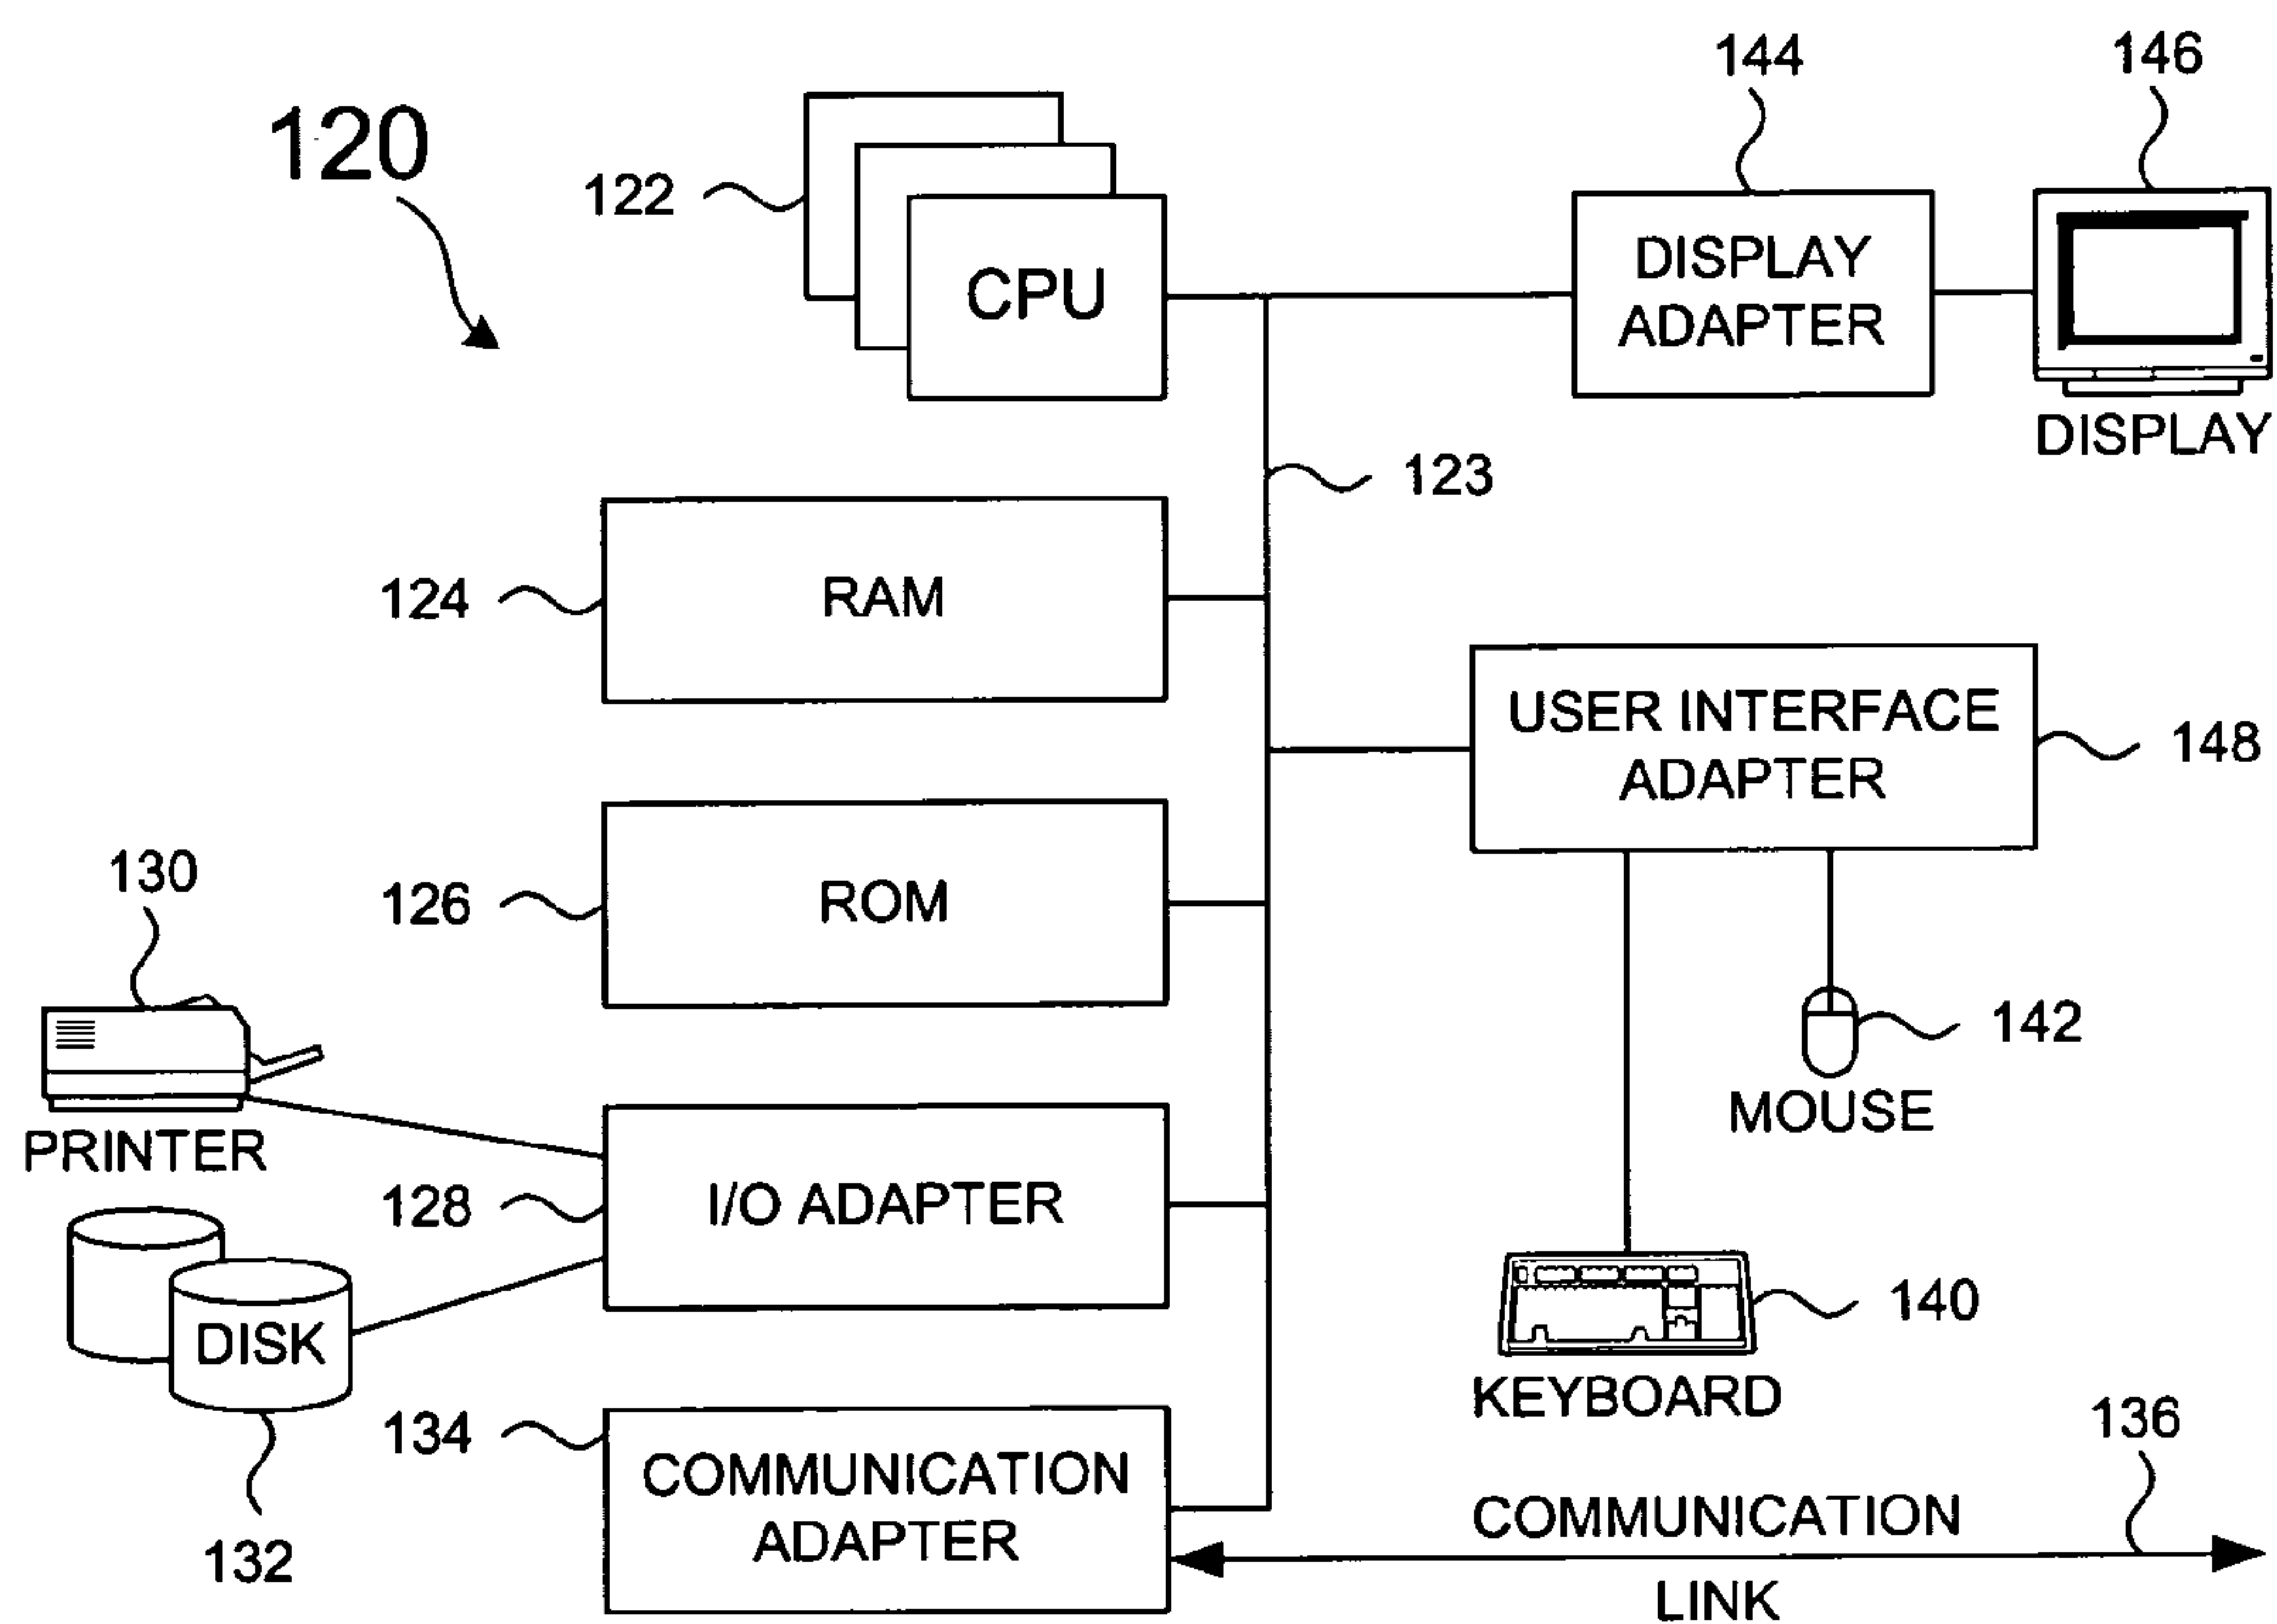 120
122
CPU
144
146
DISPLAY
ADAPTER
DISPLAY
123
124
RAM
USER INTERFACE
ADAPTER
148
126
ROM
130
PRINTER
142
MOUSE
128
I/O ADAPTER
DISK
132
140
KEYBOARD
134
COMMUNICATION
ADAPTER
136
COMMUNICATION
LINK